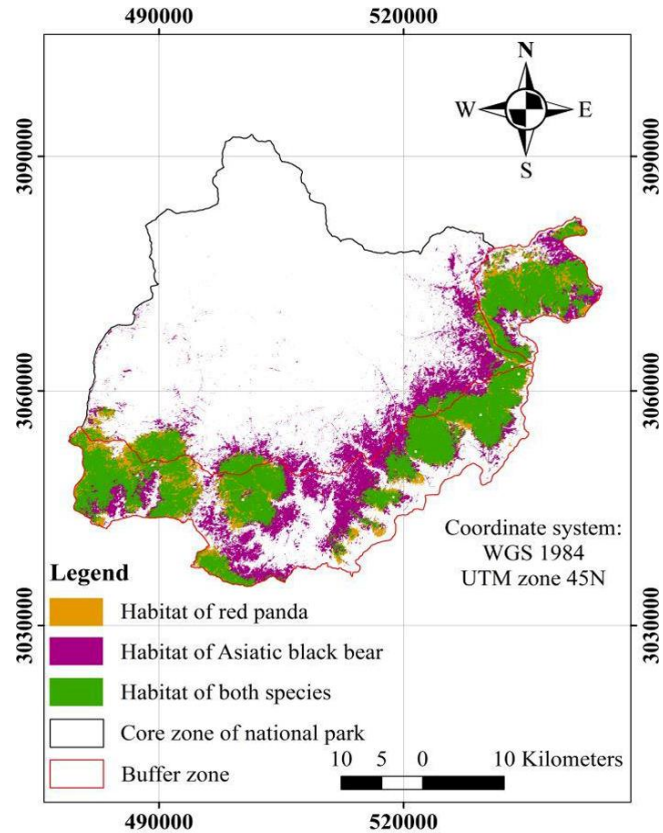 490000 520000
N
W E
S
3090000 3090000
3060000 3060000
Coordinate system:
WGS 1984
UTM zone 45N
Legend
3030000 3030000
Habitat of red panda
Habitat of Asiatic black bear
Habitat of both species
Core zone of national park
Buffer zone
10 5 0 10 Kilometers
490000 520000